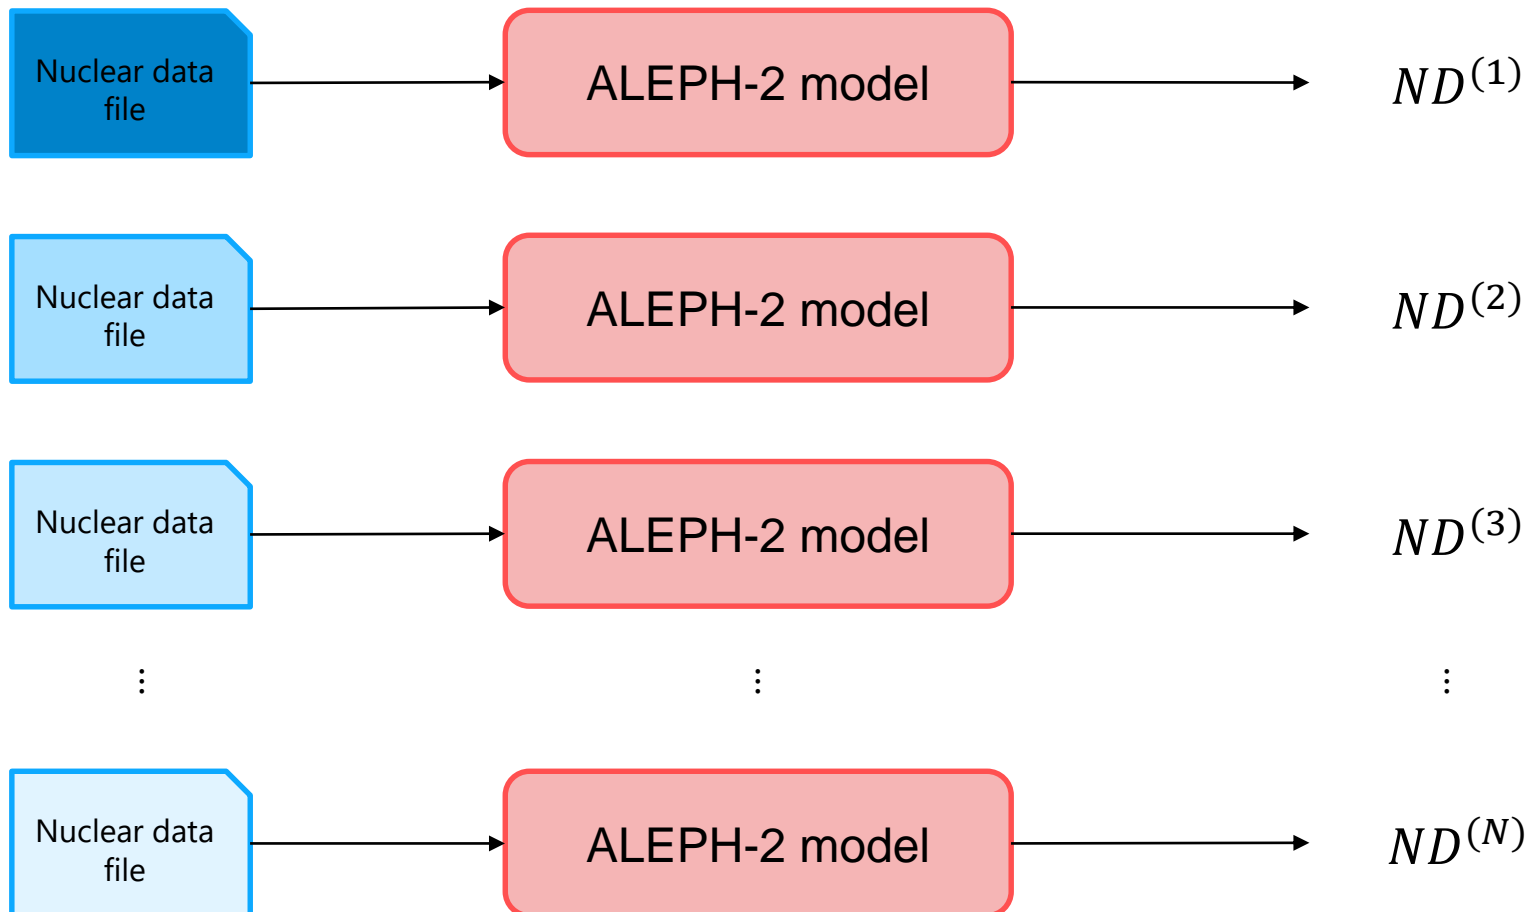 Nuclear data
file
ALEPH-2 model
ND^(1)
Nuclear data
file
ALEPH-2 model
ND^(2)
Nuclear data
file
ALEPH-2 model
ND^(3)
⋮ ⋮ ⋮
Nuclear data
file
ALEPH-2 model
ND^(N)